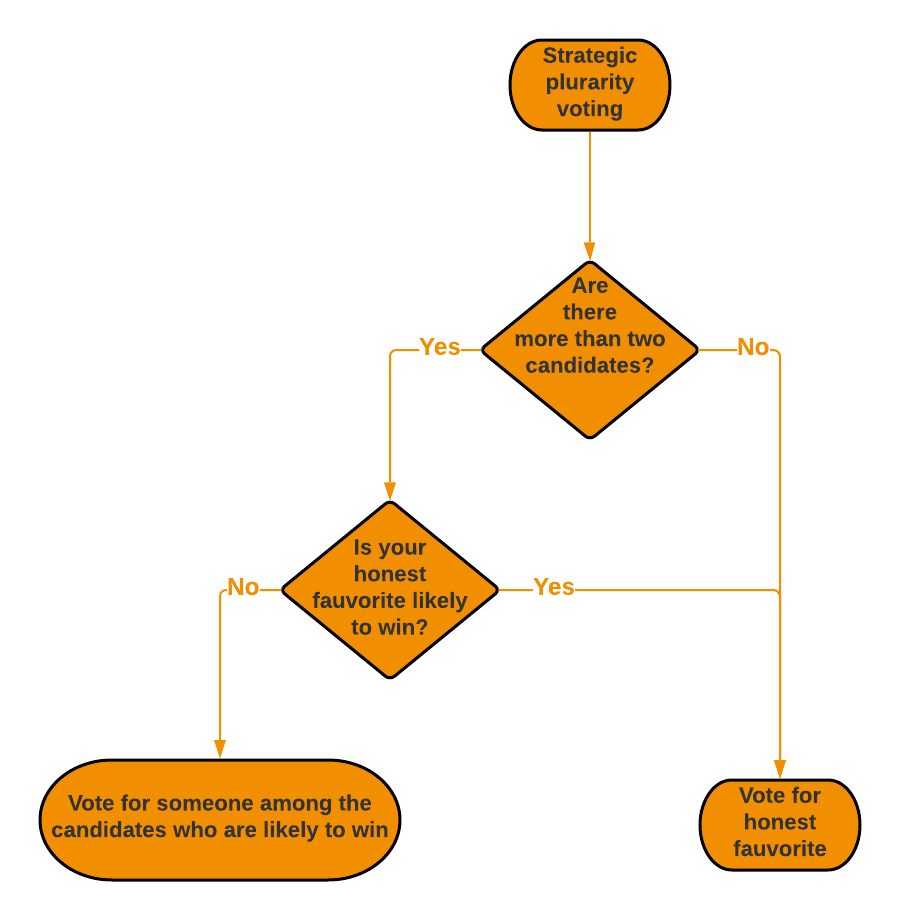 Strategic
plurarity
voting
Are
there
more than two
candidates?
Yes
No
Is your
honest
fauvorite likely
to win?
No
Yes
Vote for someone among the
candidates who are likely to win
Vote for
honest
fauvorite